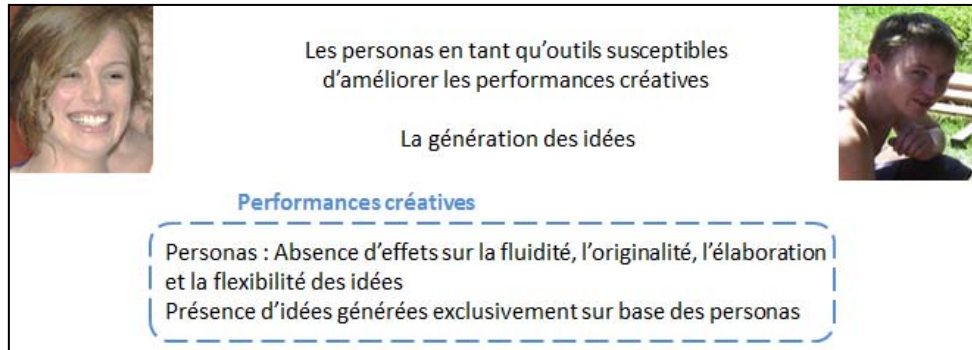 Les personas en tant qu'outils susceptibles
d'améliorer les performances créatives
La génération des idées
Performances créatives
Personas : Absence d'effets sur la fluidité, l'originalité, l'élaboration
et la flexibilité des idées
Présence d'idées générées exclusivement sur base des personas